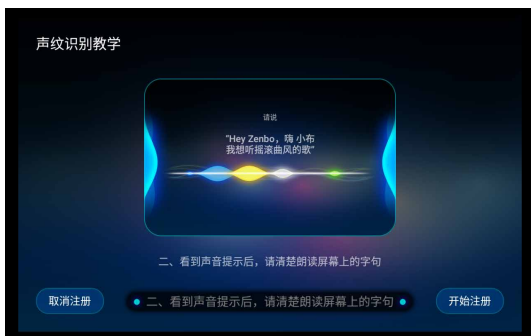 声纹识别教学
请说
"Hey Zenbo，嗨 小布
我想听摇滚曲风的歌"
二、看到声音提示后，请清楚朗读屏幕上的字句
取消注册
二、看到声音提示后，请清楚朗读屏幕上的字句
开始注册